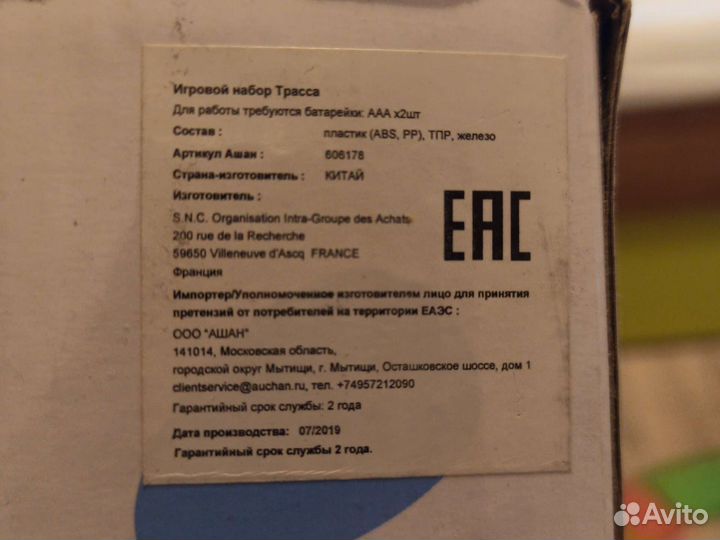 Игровой набор Трасса
Для работы требуются батарейки: ААА x2шт
Состав : пластик (ABS, PP), ТПР, железо
Артикул Ашан : 606178
Страна-изготовитель : КИТАЙ
Изготовитель :
S.N.C. Organisation Intra-Groupe des Achats
200 rue de la Recherche
59650 Villeneuve d'Ascq FRANCE
Франция
EAC
Импортер/Уполномоченное изготовителем лицо для принятия
претензий от потребителей на территории ЕАЭС :
ООО "АШАН"
141014, Московская область,
городской округ Мытищи, г. Мытищи, Осташковское шоссе, дом 1
clientservice@auchan.ru, тел. +74957212090
Гарантийный срок службы: 2 года
Дата производства: 07/2019
Гарантийный срок службы 2 года.
Avito